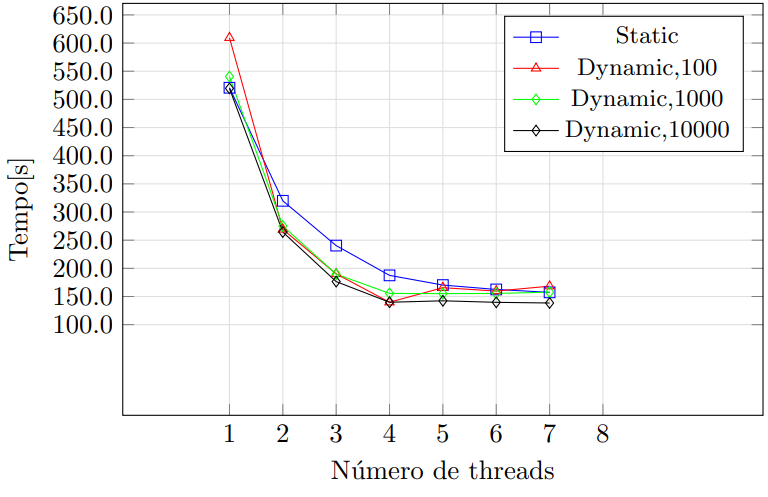 650.0
600.0
550.0
500.0
450.0
400.0
350.0
300.0
250.0
200.0
150.0
100.0
Tempo[s]
Static
Dynamic,100
Dynamic,1000
Dynamic,10000
1 2 3 4 5 6 7 8
Número de threads